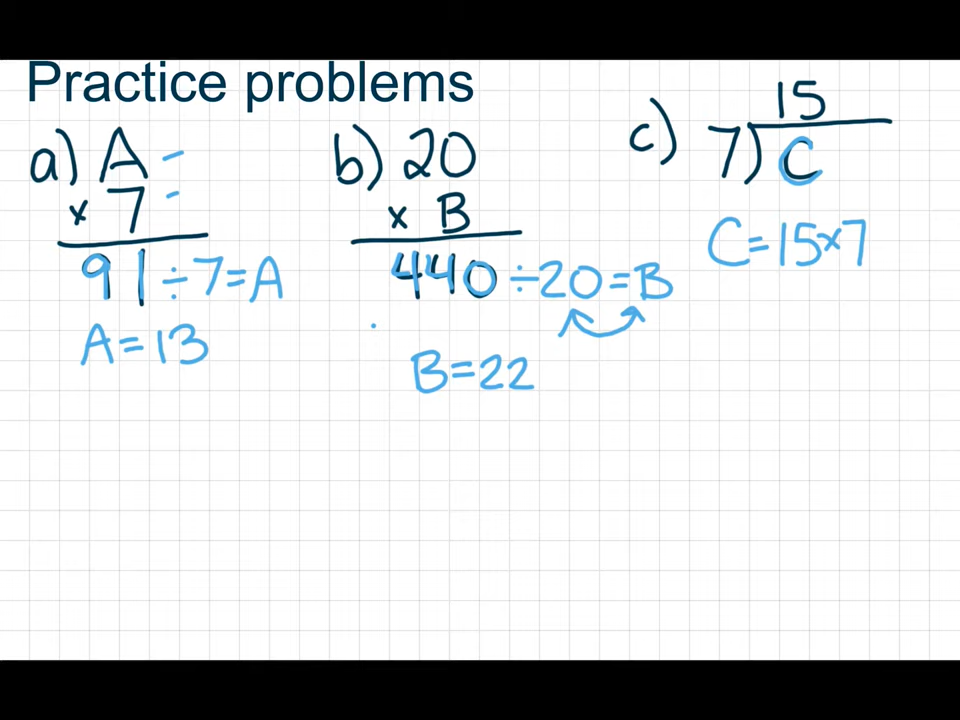 Practice problems
a) A
× 7
91 ÷ 7 = A
A = 13
b) 20
× B
440 ÷ 20 = B
B = 22
c) 15
7) C
C = 15 × 7